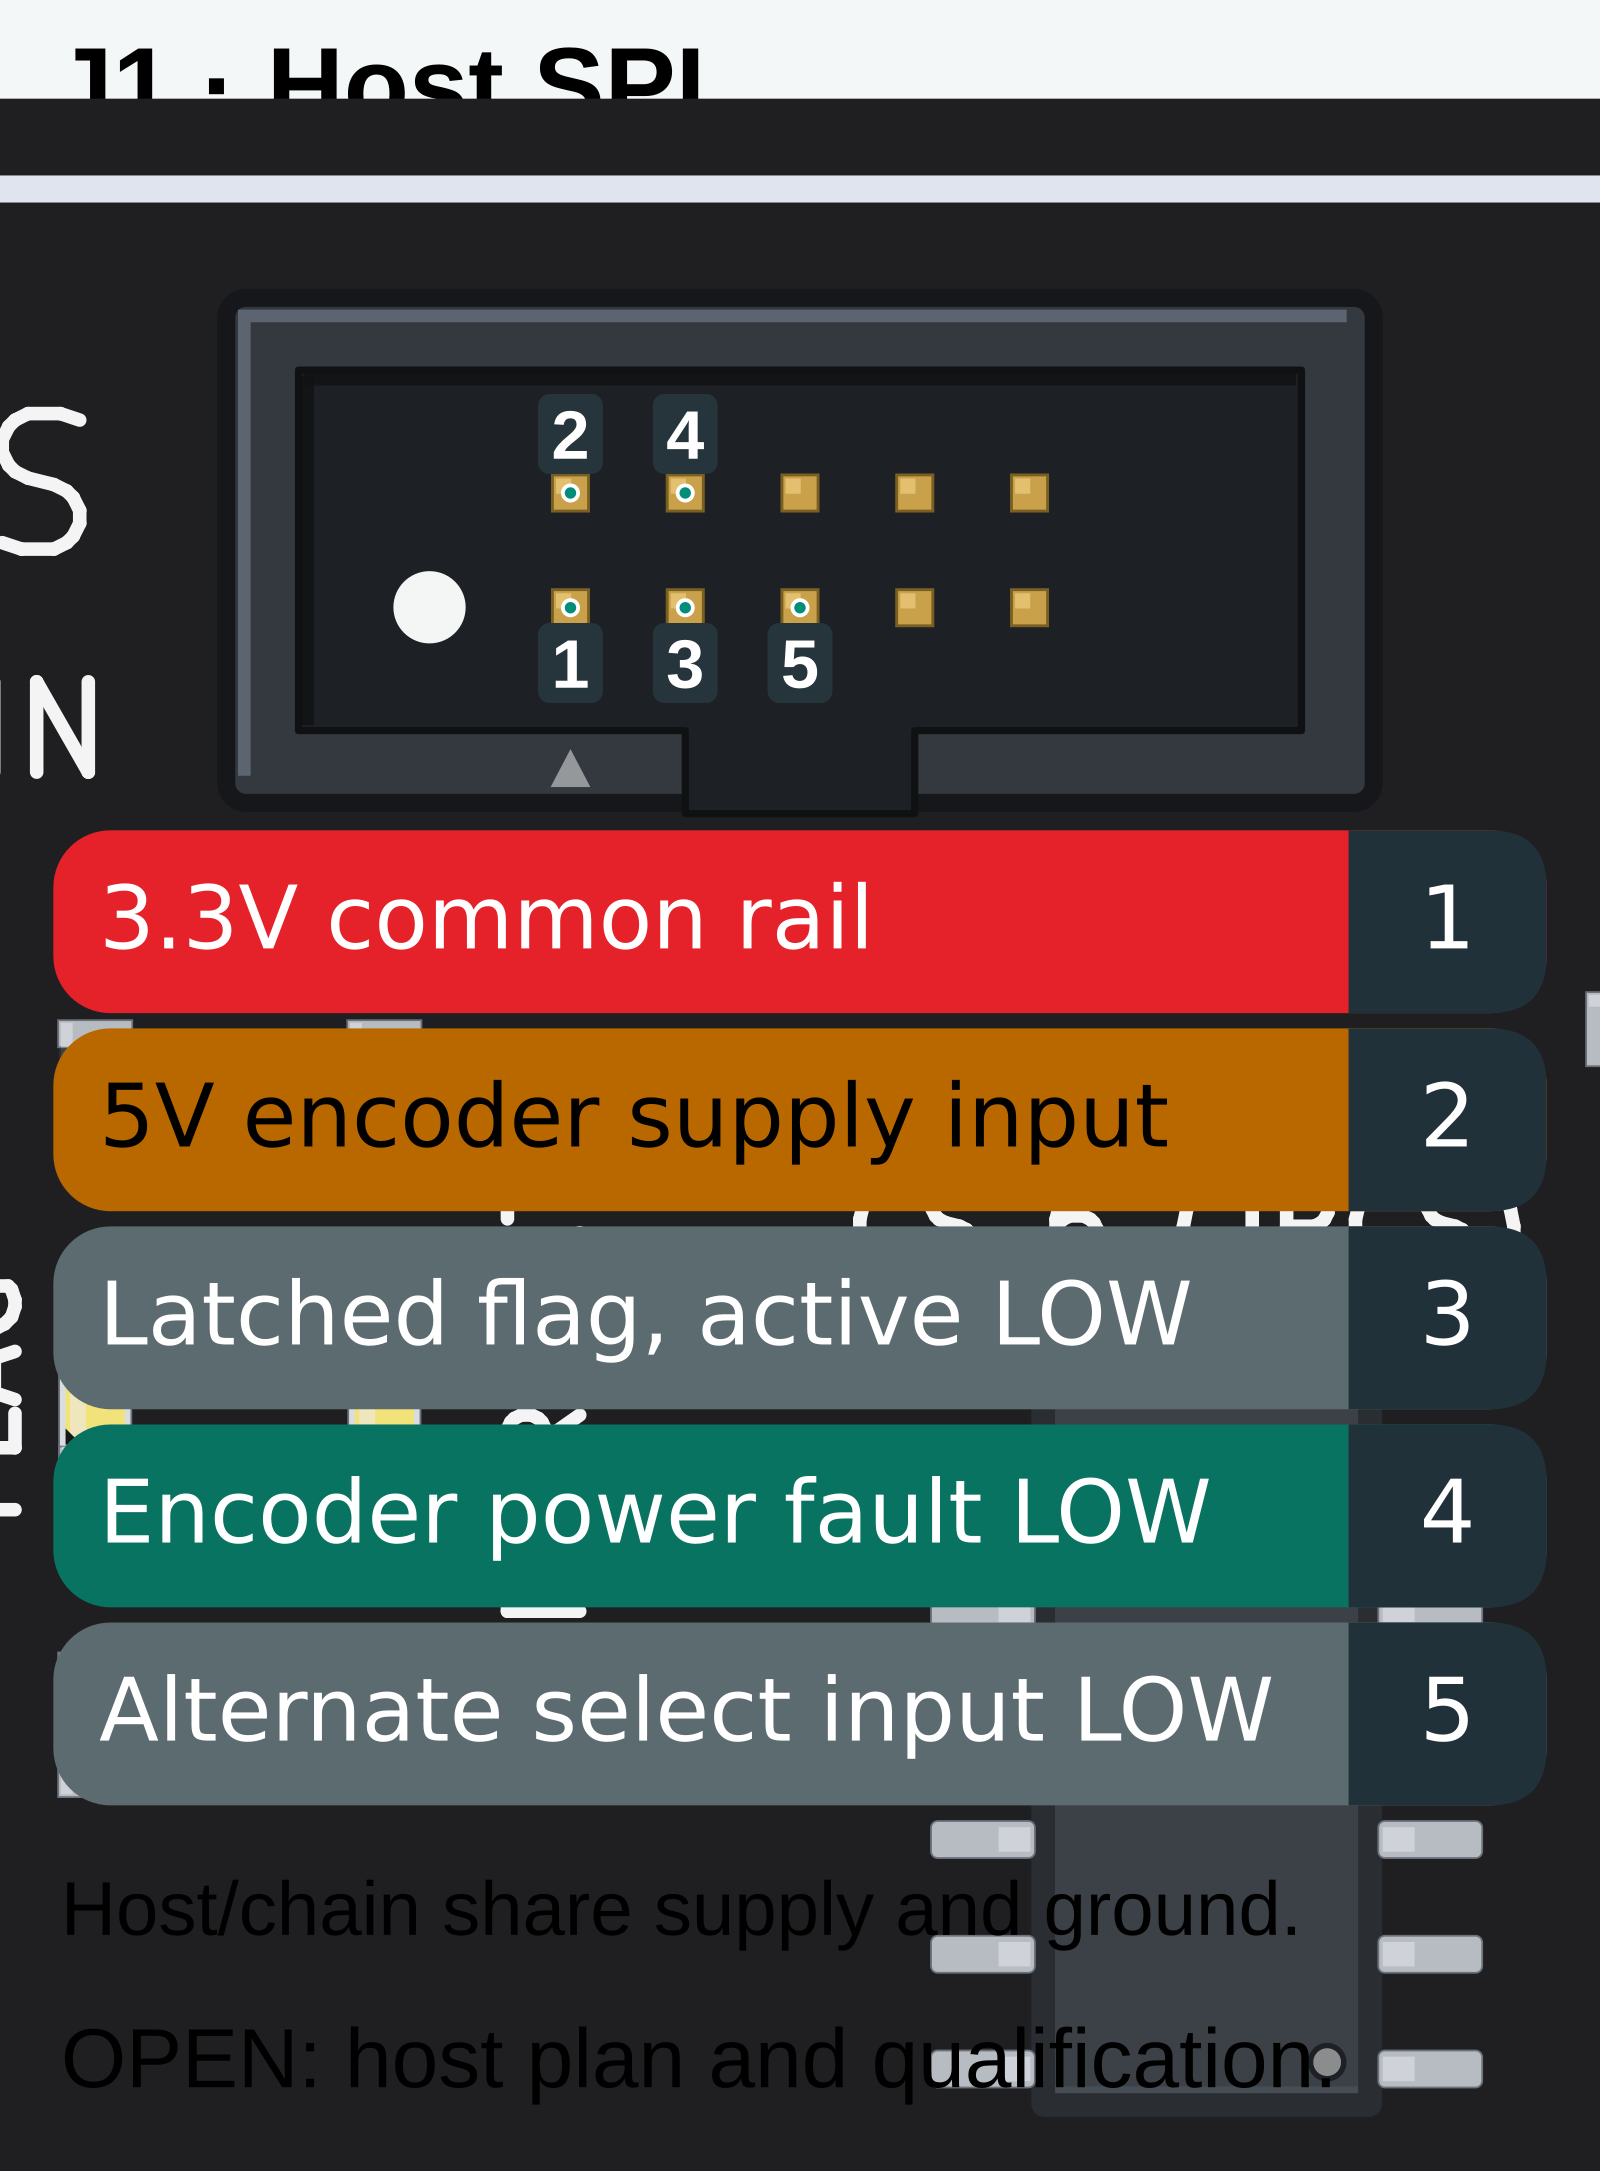 J1 · Host SPI
S
2 4
IN
1 3 5
3.3V common rail 1
5V encoder supply input 2
Latched flag, active LOW 3
Encoder power fault LOW 4
Alternate select input LOW 5
Host/chain share supply and ground.
OPEN: host plan and qualification.